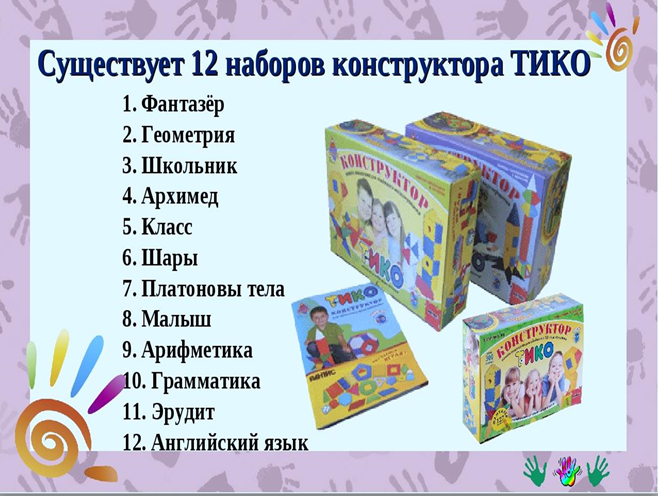 Существует 12 наборов конструктора ТИКО
1. Фантазёр
2. Геометрия
3. Школьник
4. Архимед
5. Класс
6. Шары
7. Платоновы тела
8. Малыш
9. Арифметика
10. Грамматика
11. Эрудит
12. Английский язык
КОНСТРУКТОР
ТИКО
КОНСТРУКТОР
ТИКО
КОНСТРУКТОР
КОНСТРУКТОР
ТИКО